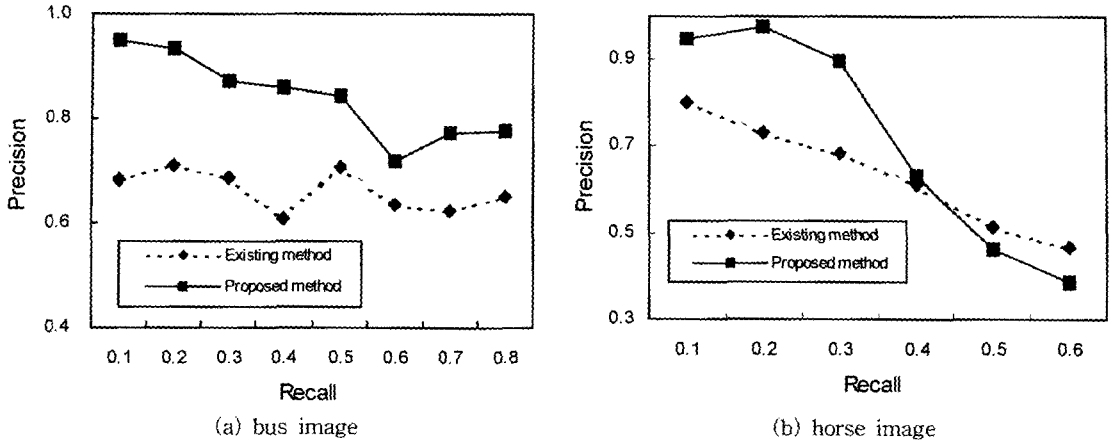 1.0
0.8
0.6
0.4
Precision
Existing method
Proposed method
0.1 0.2 0.3 0.4 0.5 0.6 0.7 0.8
Recall
(a) bus image
0.9
0.7
0.5
0.3
Precision
Existing method
Proposed method
0.1 0.2 0.3 0.4 0.5 0.6
Recall
(b) horse image